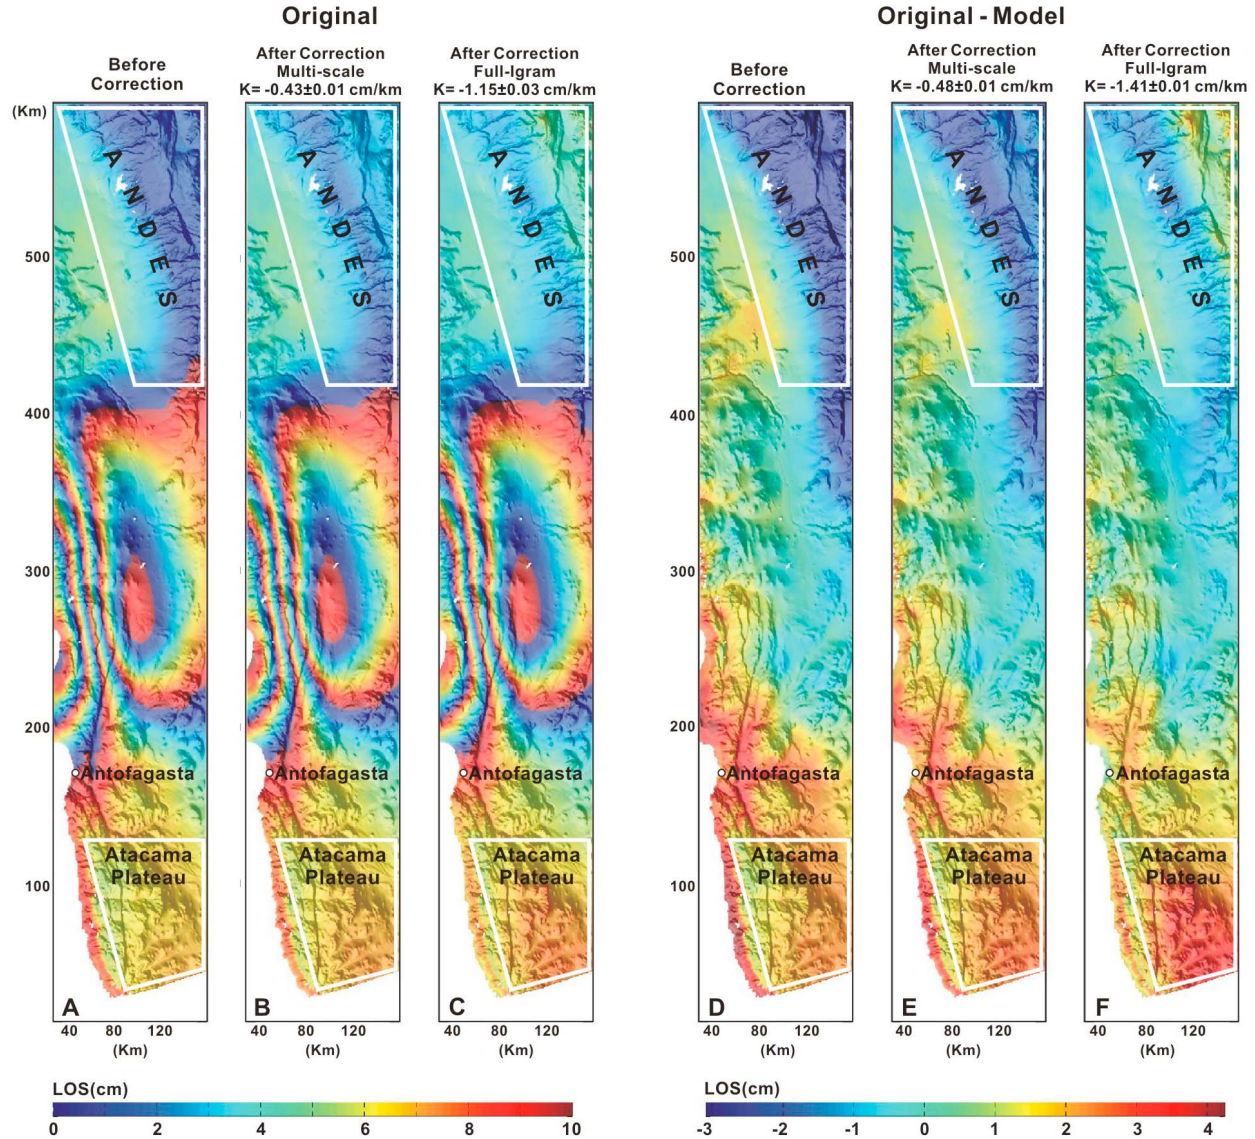 Original
Original - Model
Before
Correction
After Correction
Multi-scale
K= -0.43±0.01 cm/km
After Correction
Full-Igram
K= -1.15±0.03 cm/km
Before
Correction
After Correction
Multi-scale
K= -0.48±0.01 cm/km
After Correction
Full-Igram
K= -1.41±0.01 cm/km
(Km)
500
400
300
200
100
ANDES
Antofagasta
Atacama
Plateau
A
40 80 120
(Km)
ANDES
Antofagasta
Atacama
Plateau
B
40 80 120
(Km)
ANDES
Antofagasta
Atacama
Plateau
C
40 80 120
(Km)
500
400
300
200
100
ANDES
Antofagasta
Atacama
Plateau
D
40 80 120
(Km)
ANDES
Antofagasta
Atacama
Plateau
E
40 80 120
(Km)
ANDES
Antofagasta
Atacama
Plateau
F
40 80 120
(Km)
LOS(cm)
0 2 4 6 8 10
LOS(cm)
-3 -2 -1 0 1 2 3 4